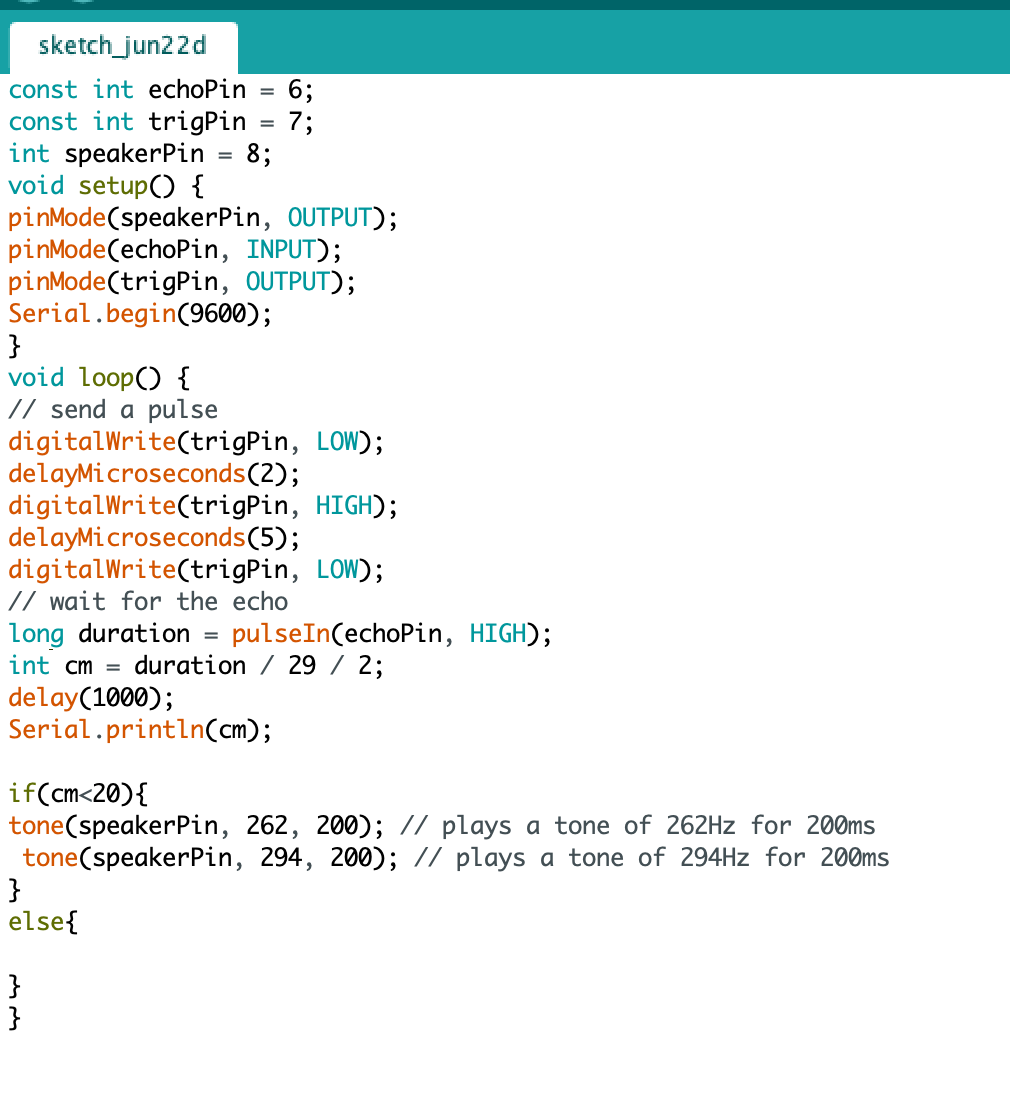 sketch_jun22d
const int echoPin = 6;
const int trigPin = 7;
int speakerPin = 8;
void setup() {
pinMode(speakerPin, OUTPUT);
pinMode(echoPin, INPUT);
pinMode(trigPin, OUTPUT);
Serial.begin(9600);
}
void loop() {
// send a pulse
digitalWrite(trigPin, LOW);
delayMicroseconds(2);
digitalWrite(trigPin, HIGH);
delayMicroseconds(5);
digitalWrite(trigPin, LOW);
// wait for the echo
long duration = pulseIn(echoPin, HIGH);
int cm = duration / 29 / 2;
delay(1000);
Serial.println(cm);

if(cm<20){
tone(speakerPin, 262, 200); // plays a tone of 262Hz for 200ms
 tone(speakerPin, 294, 200); // plays a tone of 294Hz for 200ms
}
else{

}
}